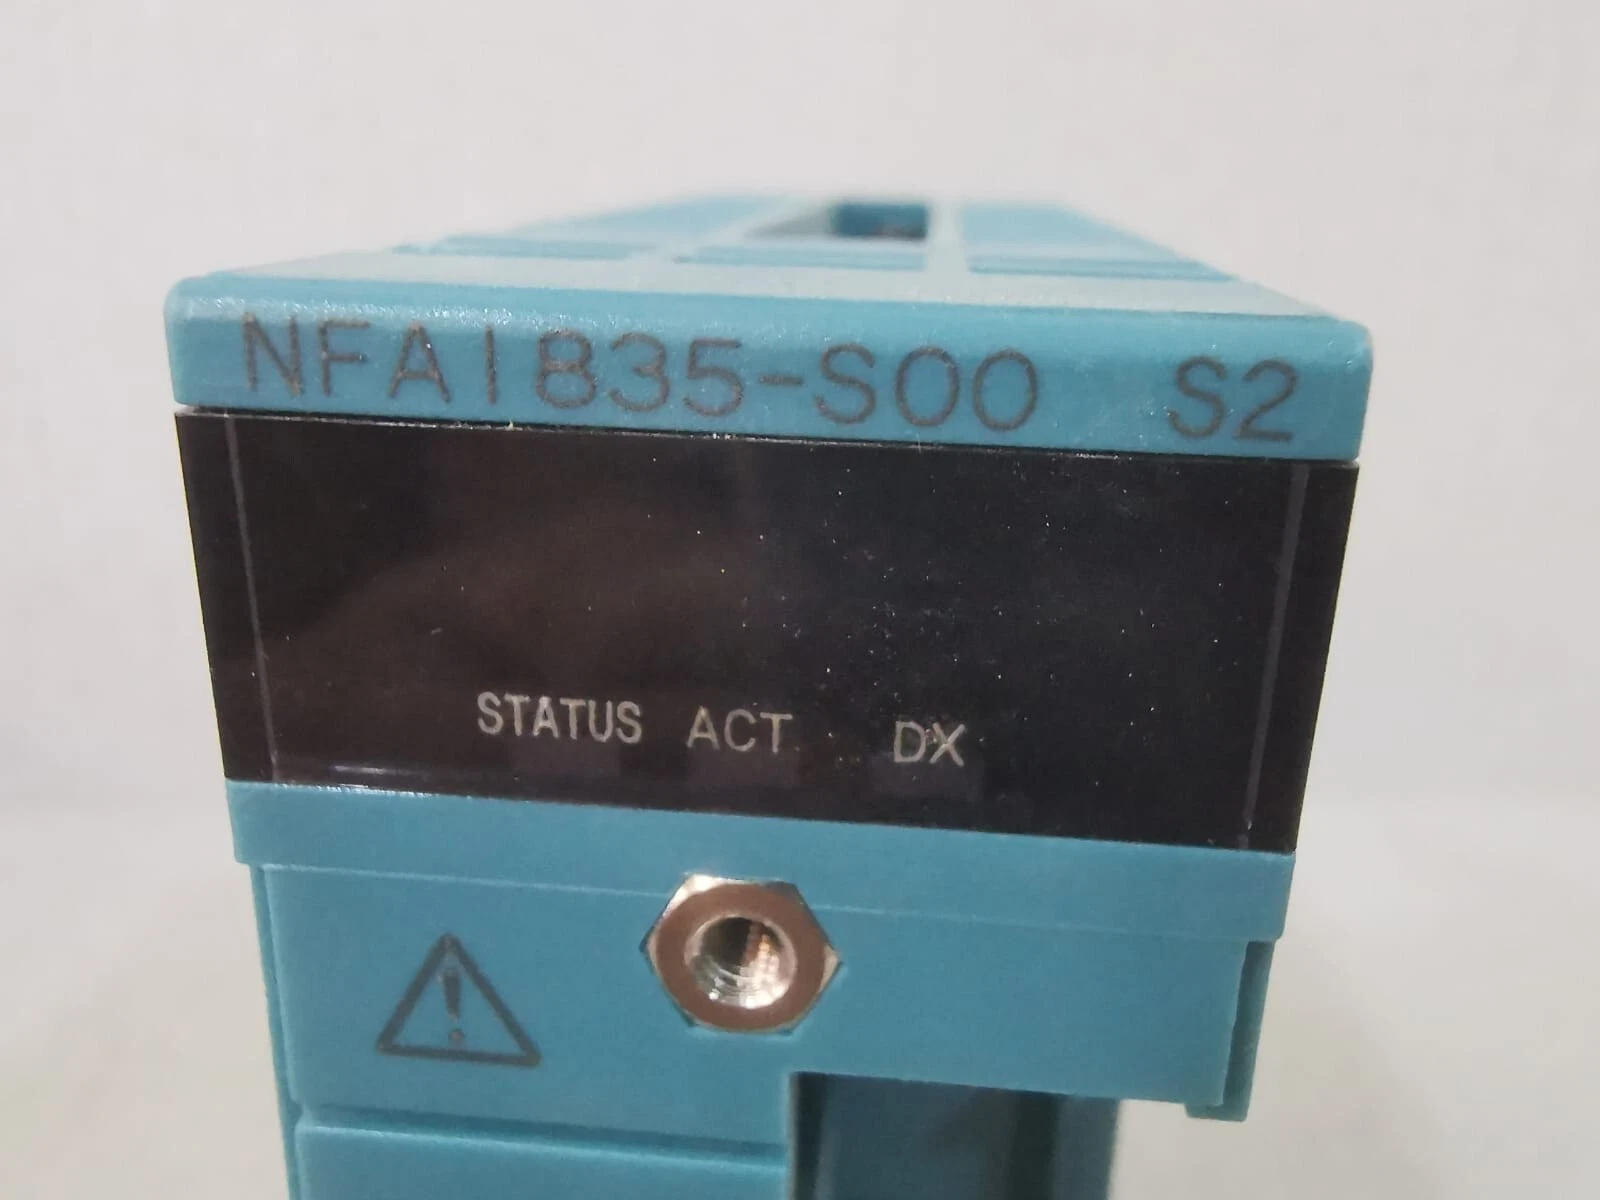 NFAI835-S00 S2
STATUS ACT DX